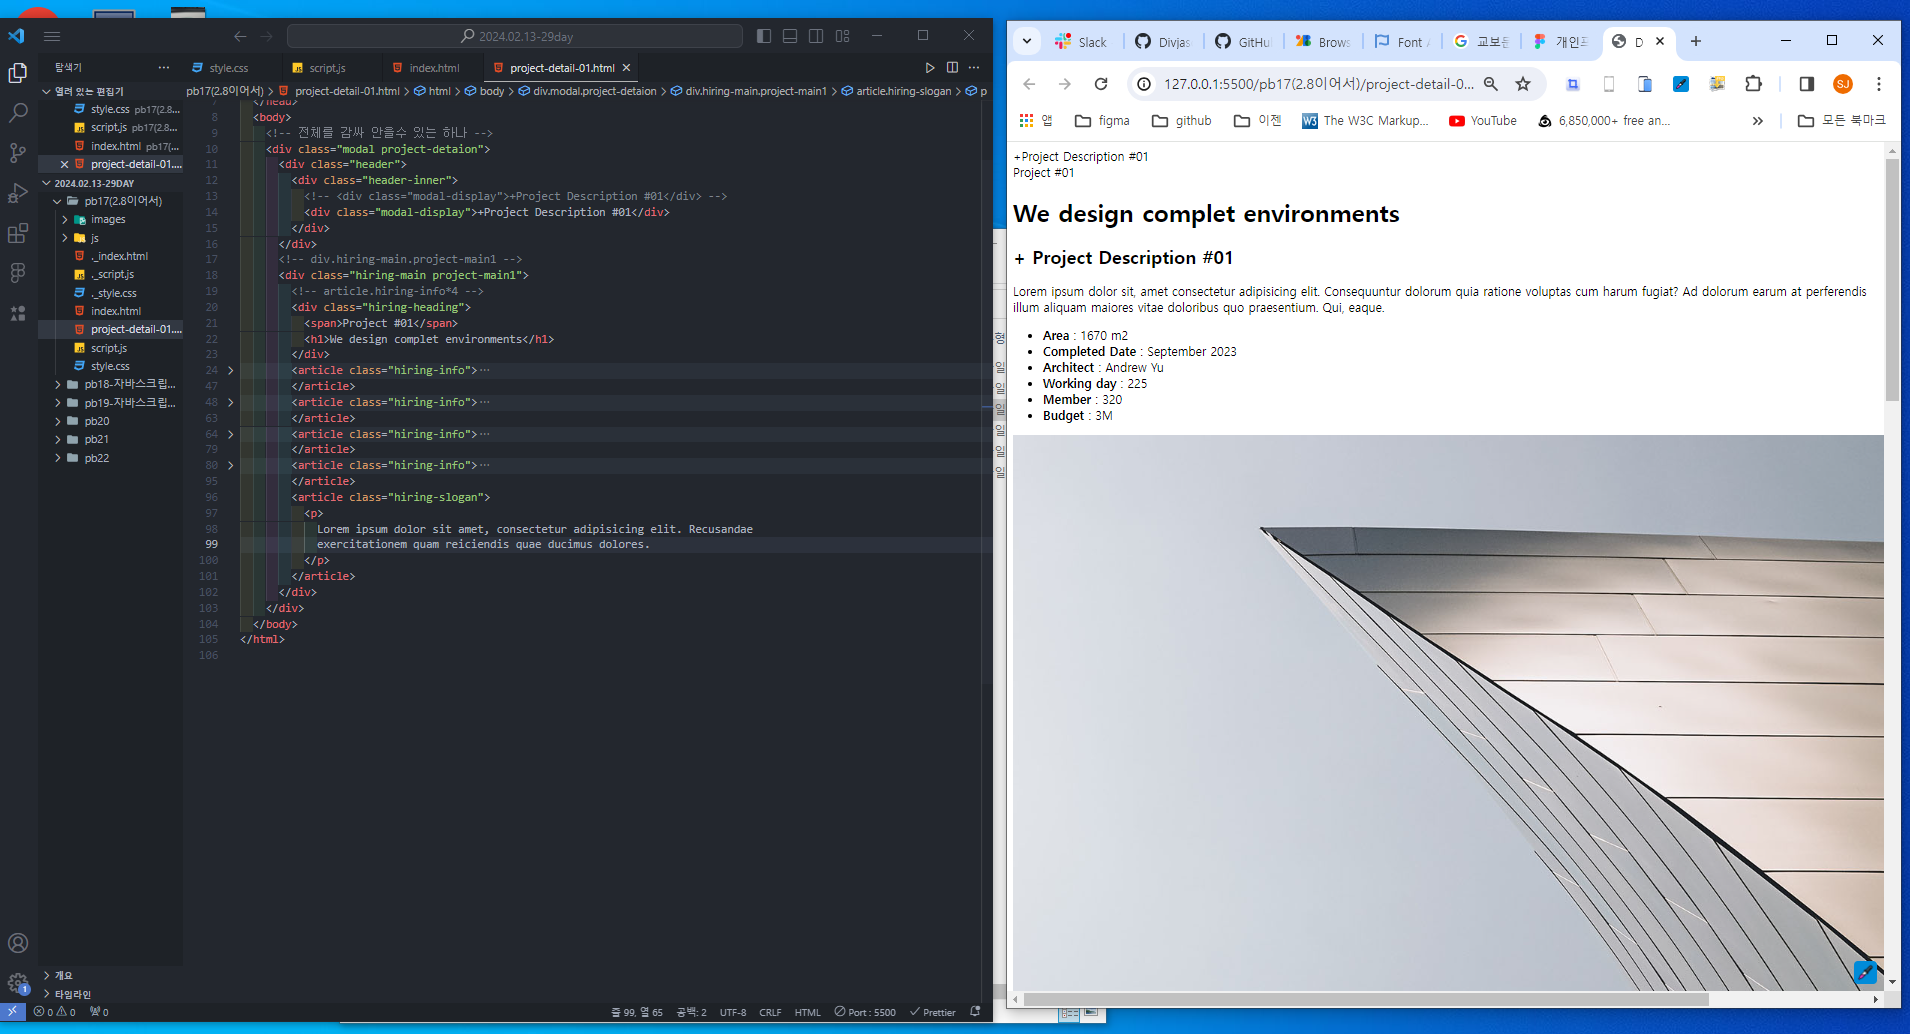 2024.02.13-29day
탐색기
열려 있는 편집기
style.css pb17(2.8...
script.js pb17(2.8...
index.html pb17(...
project-detail-01....
2024.02.13-29DAY
pb17(2.8이어서)
images
js
._index.html
._script.js
._style.css
index.html
project-detail-01....
script.js
style.css
pb18-자바스크립...
pb19-자바스크립...
pb20
pb21
pb22
개요
타임라인
style.css
script.js
index.html
project-detail-01.html
pb17(2.8이어서) > project-detail-01.html > html > body > div.modal.project-detaion > div.hiring-main.project-main1 > article.hiring-slogan > p
7 </head>
8 <body>
9 <!-- 전체를 감싸 안을수 있는 하나 -->
10 <div class="modal project-detaion">
11 <div class="header">
12 <div class="header-inner">
13 <!-- <div class="modal-display">+Project Description #01</div> -->
14 <div class="modal-display">+Project Description #01</div>
15 </div>
16 </div>
17 <!-- div.hiring-main.project-main1 -->
18 <div class="hiring-main project-main1">
19 <!-- article.hiring-info*4 -->
20 <div class="hiring-heading">
21 <span>Project #01</span>
22 <h1>We design complet environments</h1>
23 </div>
24 <article class="hiring-info">···
47 </article>
48 <article class="hiring-info">···
63 </article>
64 <article class="hiring-info">···
79 </article>
80 <article class="hiring-info">···
95 </article>
96 <article class="hiring-slogan">
97 <p>
98 Lorem ipsum dolor sit amet, consectetur adipisicing elit. Recusandae
99 exercitationem quam reiciendis quae ducimus dolores.
100 </p>
101 </article>
102 </div>
103 </div>
104 </body>
105 </html>
106
0 0 0
줄 99, 열 65 공백: 2 UTF-8 CRLF HTML Port : 5500 Prettier
형
일
일
일
일
일
일
Slack
Divjas
GitHu
Brows
Font A
교보문
개인프
D
127.0.0.1:5500/pb17(2.8이어서)/project-detail-0...
SJ
앱
figma
github
이젠
The W3C Markup...
YouTube
6,850,000+ free an...
모든 북마크
+Project Description #01
Project #01
We design complet environments
+ Project Description #01
Lorem ipsum dolor sit, amet consectetur adipisicing elit. Consequuntur dolorum quia ratione voluptas cum harum fugiat? Ad dolorum earum at perferendis
illum aliquam maiores vitae doloribus quo praesentium. Qui, eaque.
Area : 1670 m2
Completed Date : September 2023
Architect : Andrew Yu
Working day : 225
Member : 320
Budget : 3M